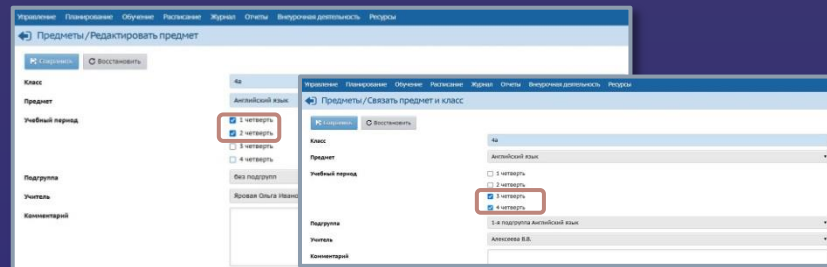 Управление Планирование Обучение Расписание Журнал Отчеты Внеурочная деятельность Ресурсы
Предметы/Редактировать предмет
Сохранить Восстановить
Класс 4а
Предмет Английский язык
Учебный период 1 четверть
2 четверть
3 четверть
4 четверть
Подгруппа без подгрупп
Учитель Яровая Ольга Ивано
Комментарий
Управление Планирование Обучение Расписание Журнал Отчеты Внеурочная деятельность Ресурсы
Предметы/Связать предмет и класс
Сохранить Восстановить
Класс 4а
Предмет Английский язык
Учебный период 1 четверть
2 четверть
3 четверть
4 четверть
Подгруппа 1-я подгруппа Английский язык
Учитель Алексеева В.В.
Комментарий